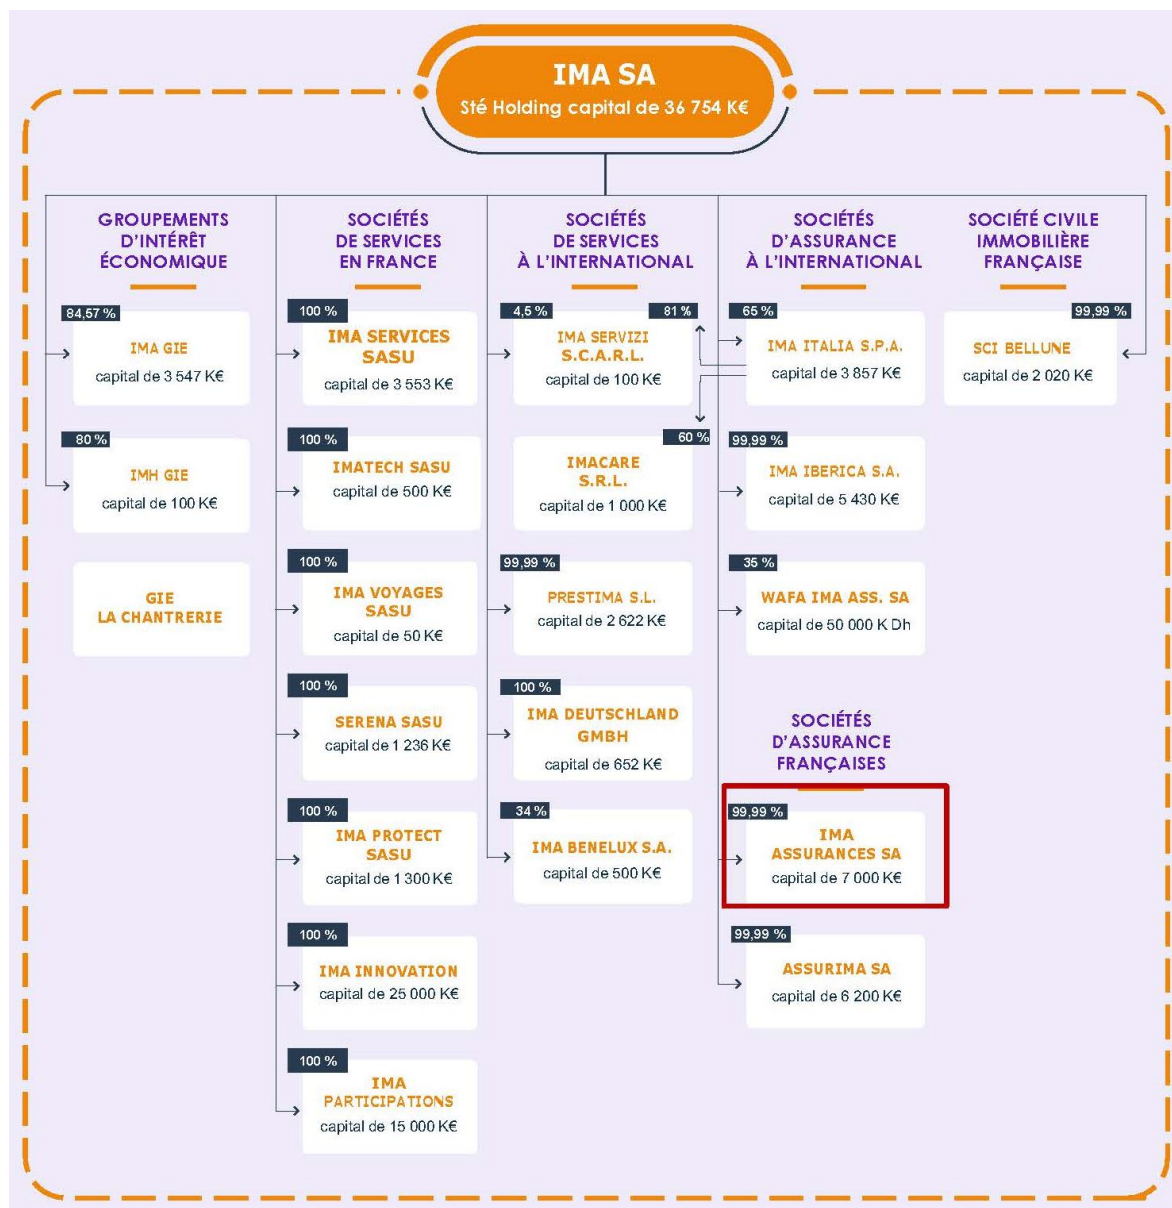 IMA SA
Sté Holding capital de 36 754 K€
GROUPEMENTS
D'INTÉRÊT
ÉCONOMIQUE
84,57 %
IMA GIE
capital de 3 547 K€
80 %
IMH GIE
capital de 100 K€
GIE
LA CHANTRERIE
SOCIÉTÉS
DE SERVICES
EN FRANCE
100 %
IMA SERVICES
SASU
capital de 3 553 K€
100 %
IMATECH SASU
capital de 500 K€
100 %
IMA VOYAGES
SASU
capital de 50 K€
100 %
SERENA SASU
capital de 1 236 K€
100 %
IMA PROTECT
SASU
capital de 1 300 K€
100 %
IMA INNOVATION
capital de 25 000 K€
100 %
IMA
PARTICIPATIONS
capital de 15 000 K€
SOCIÉTÉS
DE SERVICES
À L'INTERNATIONAL
4,5 %
81 %
IMA SERVIZI
S.C.A.R.L.
capital de 100 K€
60 %
IMACARE
S.R.L.
capital de 1 000 K€
99,99 %
PRESTIMA S.L.
capital de 2 622 K€
100 %
IMA DEUTSCHLAND
GMBH
capital de 652 K€
34 %
IMA BENELUX S.A.
capital de 500 K€
SOCIÉTÉS
D'ASSURANCE
À L'INTERNATIONAL
65 %
IMA ITALIA S.P.A.
capital de 3 857 K€
99,99 %
IMA IBERICA S.A.
capital de 5 430 K€
35 %
WAFA IMA ASS. SA
capital de 50 000 K Dh
SOCIÉTÉS
D'ASSURANCE
FRANÇAISES
99,99 %
IMA
ASSURANCES SA
capital de 7 000 K€
99,99 %
ASSURIMA SA
capital de 6 200 K€
SOCIÉTÉ CIVILE
IMMOBILIÈRE
FRANÇAISE
99,99 %
SCI BELLUNE
capital de 2 020 K€